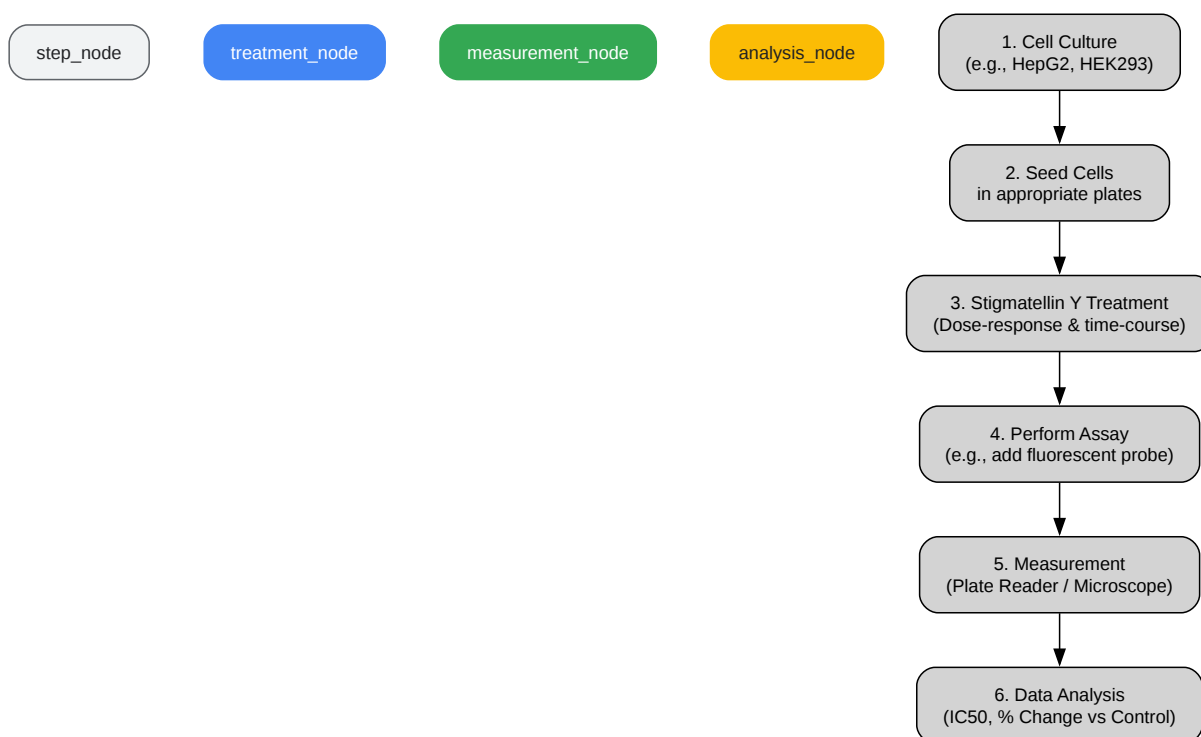 step_node
treatment_node
measurement_node
analysis_node
1. Cell Culture
(e.g., HepG2, HEK293)
2. Seed Cells
in appropriate plates
3. Stigmatellin Y Treatment
(Dose-response & time-course)
4. Perform Assay
(e.g., add fluorescent probe)
5. Measurement
(Plate Reader / Microscope)
6. Data Analysis
(IC50, % Change vs Control)